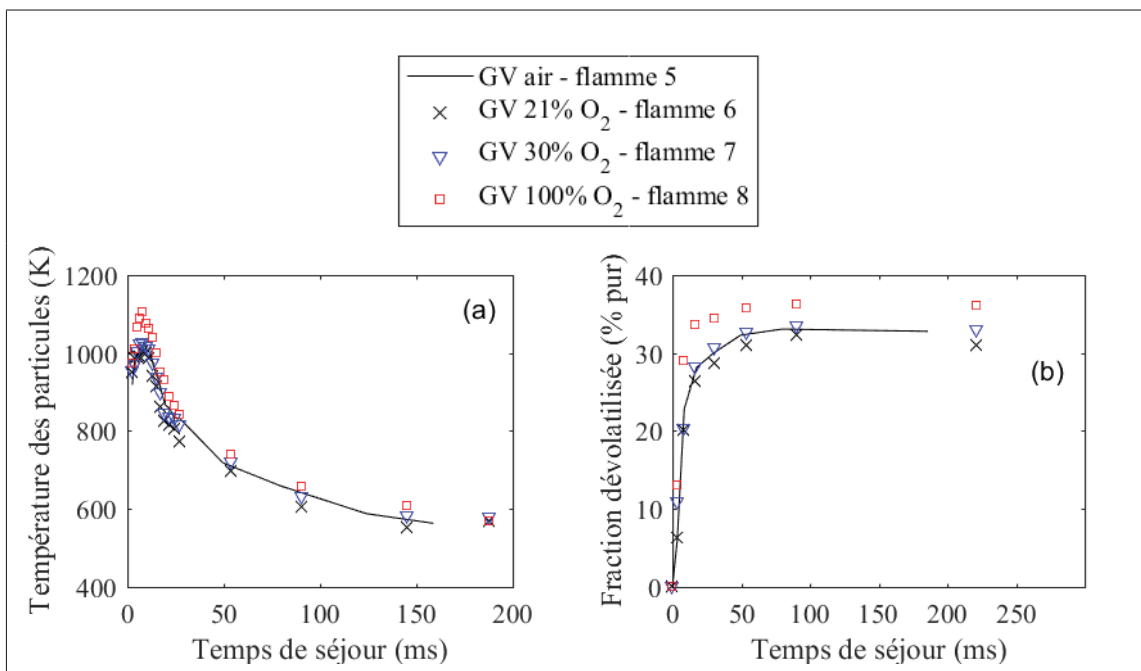 GV air - flamme 5
GV 21% O2 - flamme 6
GV 30% O2 - flamme 7
GV 100% O2 - flamme 8
Température des particules (K)
1200
1000
800
600
400
0
50
100
150
200
Temps de séjour (ms)
(a)
Fraction dévolatilisée (% pur)
40
30
20
10
0
0
50
100
150
200
250
Temps de séjour (ms)
(b)